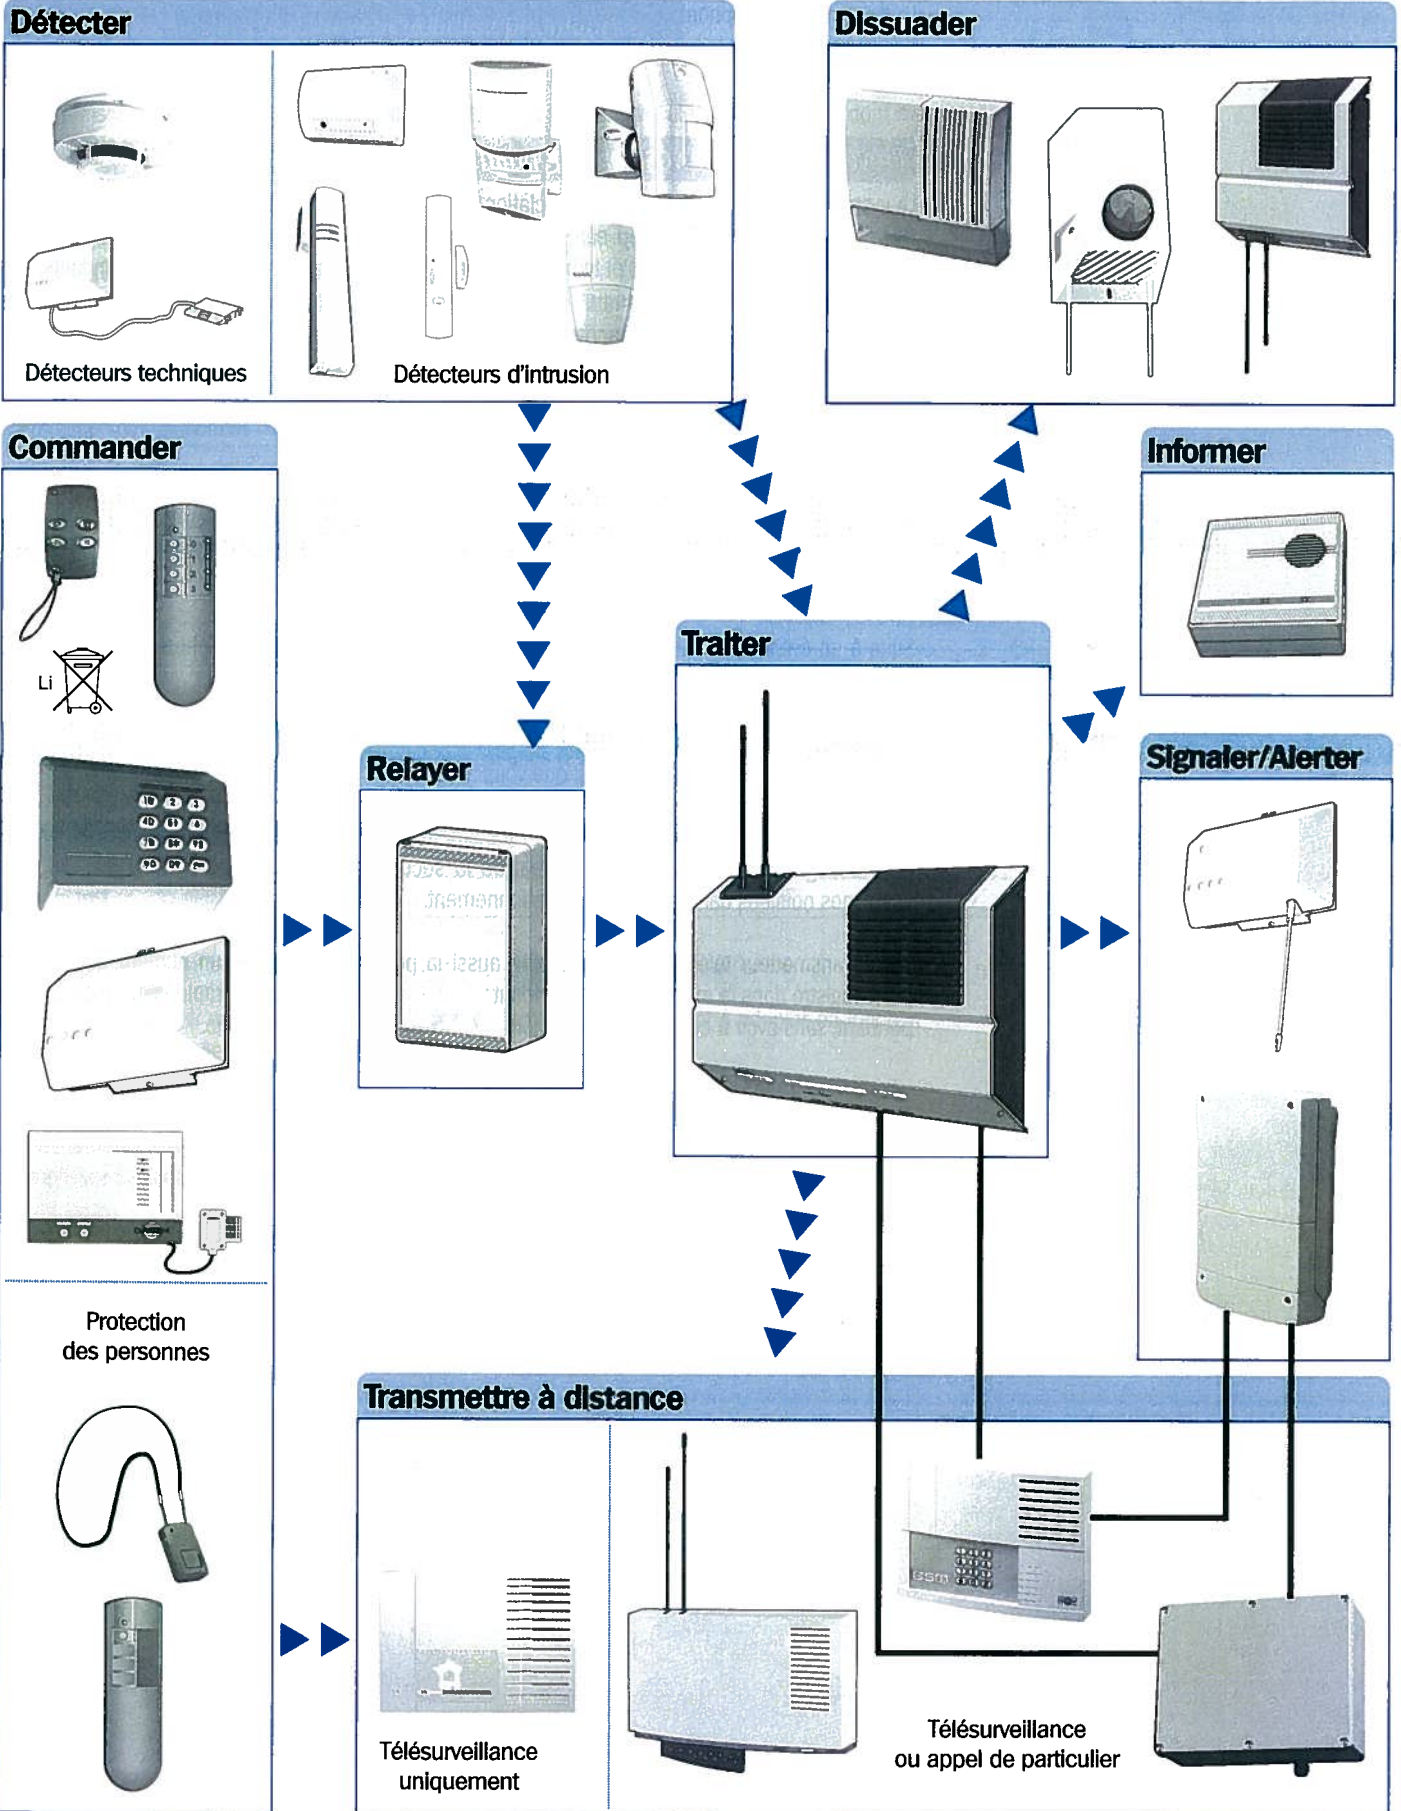 Détecter
Dissuader
Détecteurs techniques
Détecteurs d'intrusion
Commander
Informer
Li
Traiter
Relayer
Signaler/Alerter
Protection
des personnes
Transmettre à distance
GSM
Télésurveillance
uniquement
Télésurveillance
ou appel de particulier